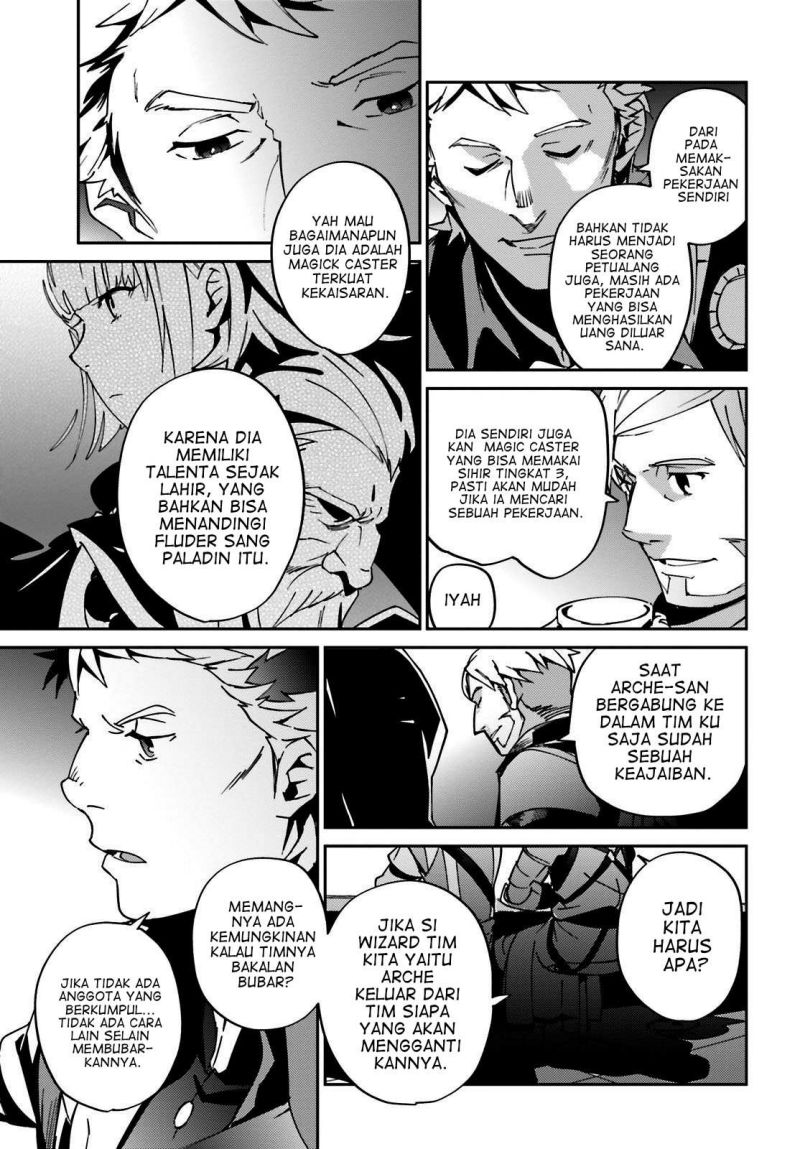 DARI
PADA
MEMAK-
SAKAN
PEKERJAAN
SENDIRI
BAHKAN TIDAK
HARUS MENJADI
SEORANG
PETUALANG
JUGA, MASIH ADA
PEKERJAAN
YANG BISA
MENGHASILKAN
UANG DILUAR
SANA.
YAH MAU
BAGAIMANAPUN
JUGA DIA ADALAH
MAGICK CASTER
TERKUAT
KEKAISARAN.
KARENA DIA
MEMILIKI
TALENTA SEJAK
LAHIR, YANG
BAHKAN BISA
MENANDINGI
FLUDER SANG
PALADIN ITU.
DIA SENDIRI JUGA
KAN MAGIC CASTER
YANG BISA MEMAKAI
SIHIR TINGKAT 3,
PASTI AKAN MUDAH
JIKA IA MENCARI
SEBUAH PEKERJAAN.
IYAH
SAAT
ARCHE-SAN
BERGABUNG KE
DALAM TIM KU
SAJA SUDAH
SEBUAH
KEAJAIBAN.
JADI
KITA
HARUS
APA?
JIKA SI
WIZARD TIM
KITA YAITU
ARCHE
KELUAR DARI
TIM SIAPA
YANG AKAN
MENGGANTI
KANNYA.
MEMANG-
NYA ADA
KEMUNGKINAN
KALAU TIMNYA
BAKALAN
BUBAR?
JIKA TIDAK ADA
ANGGOTA YANG
BERKUMPUL...
TIDAK ADA CARA
LAIN SELAIN
MEMBUBAR-
KANNYA.